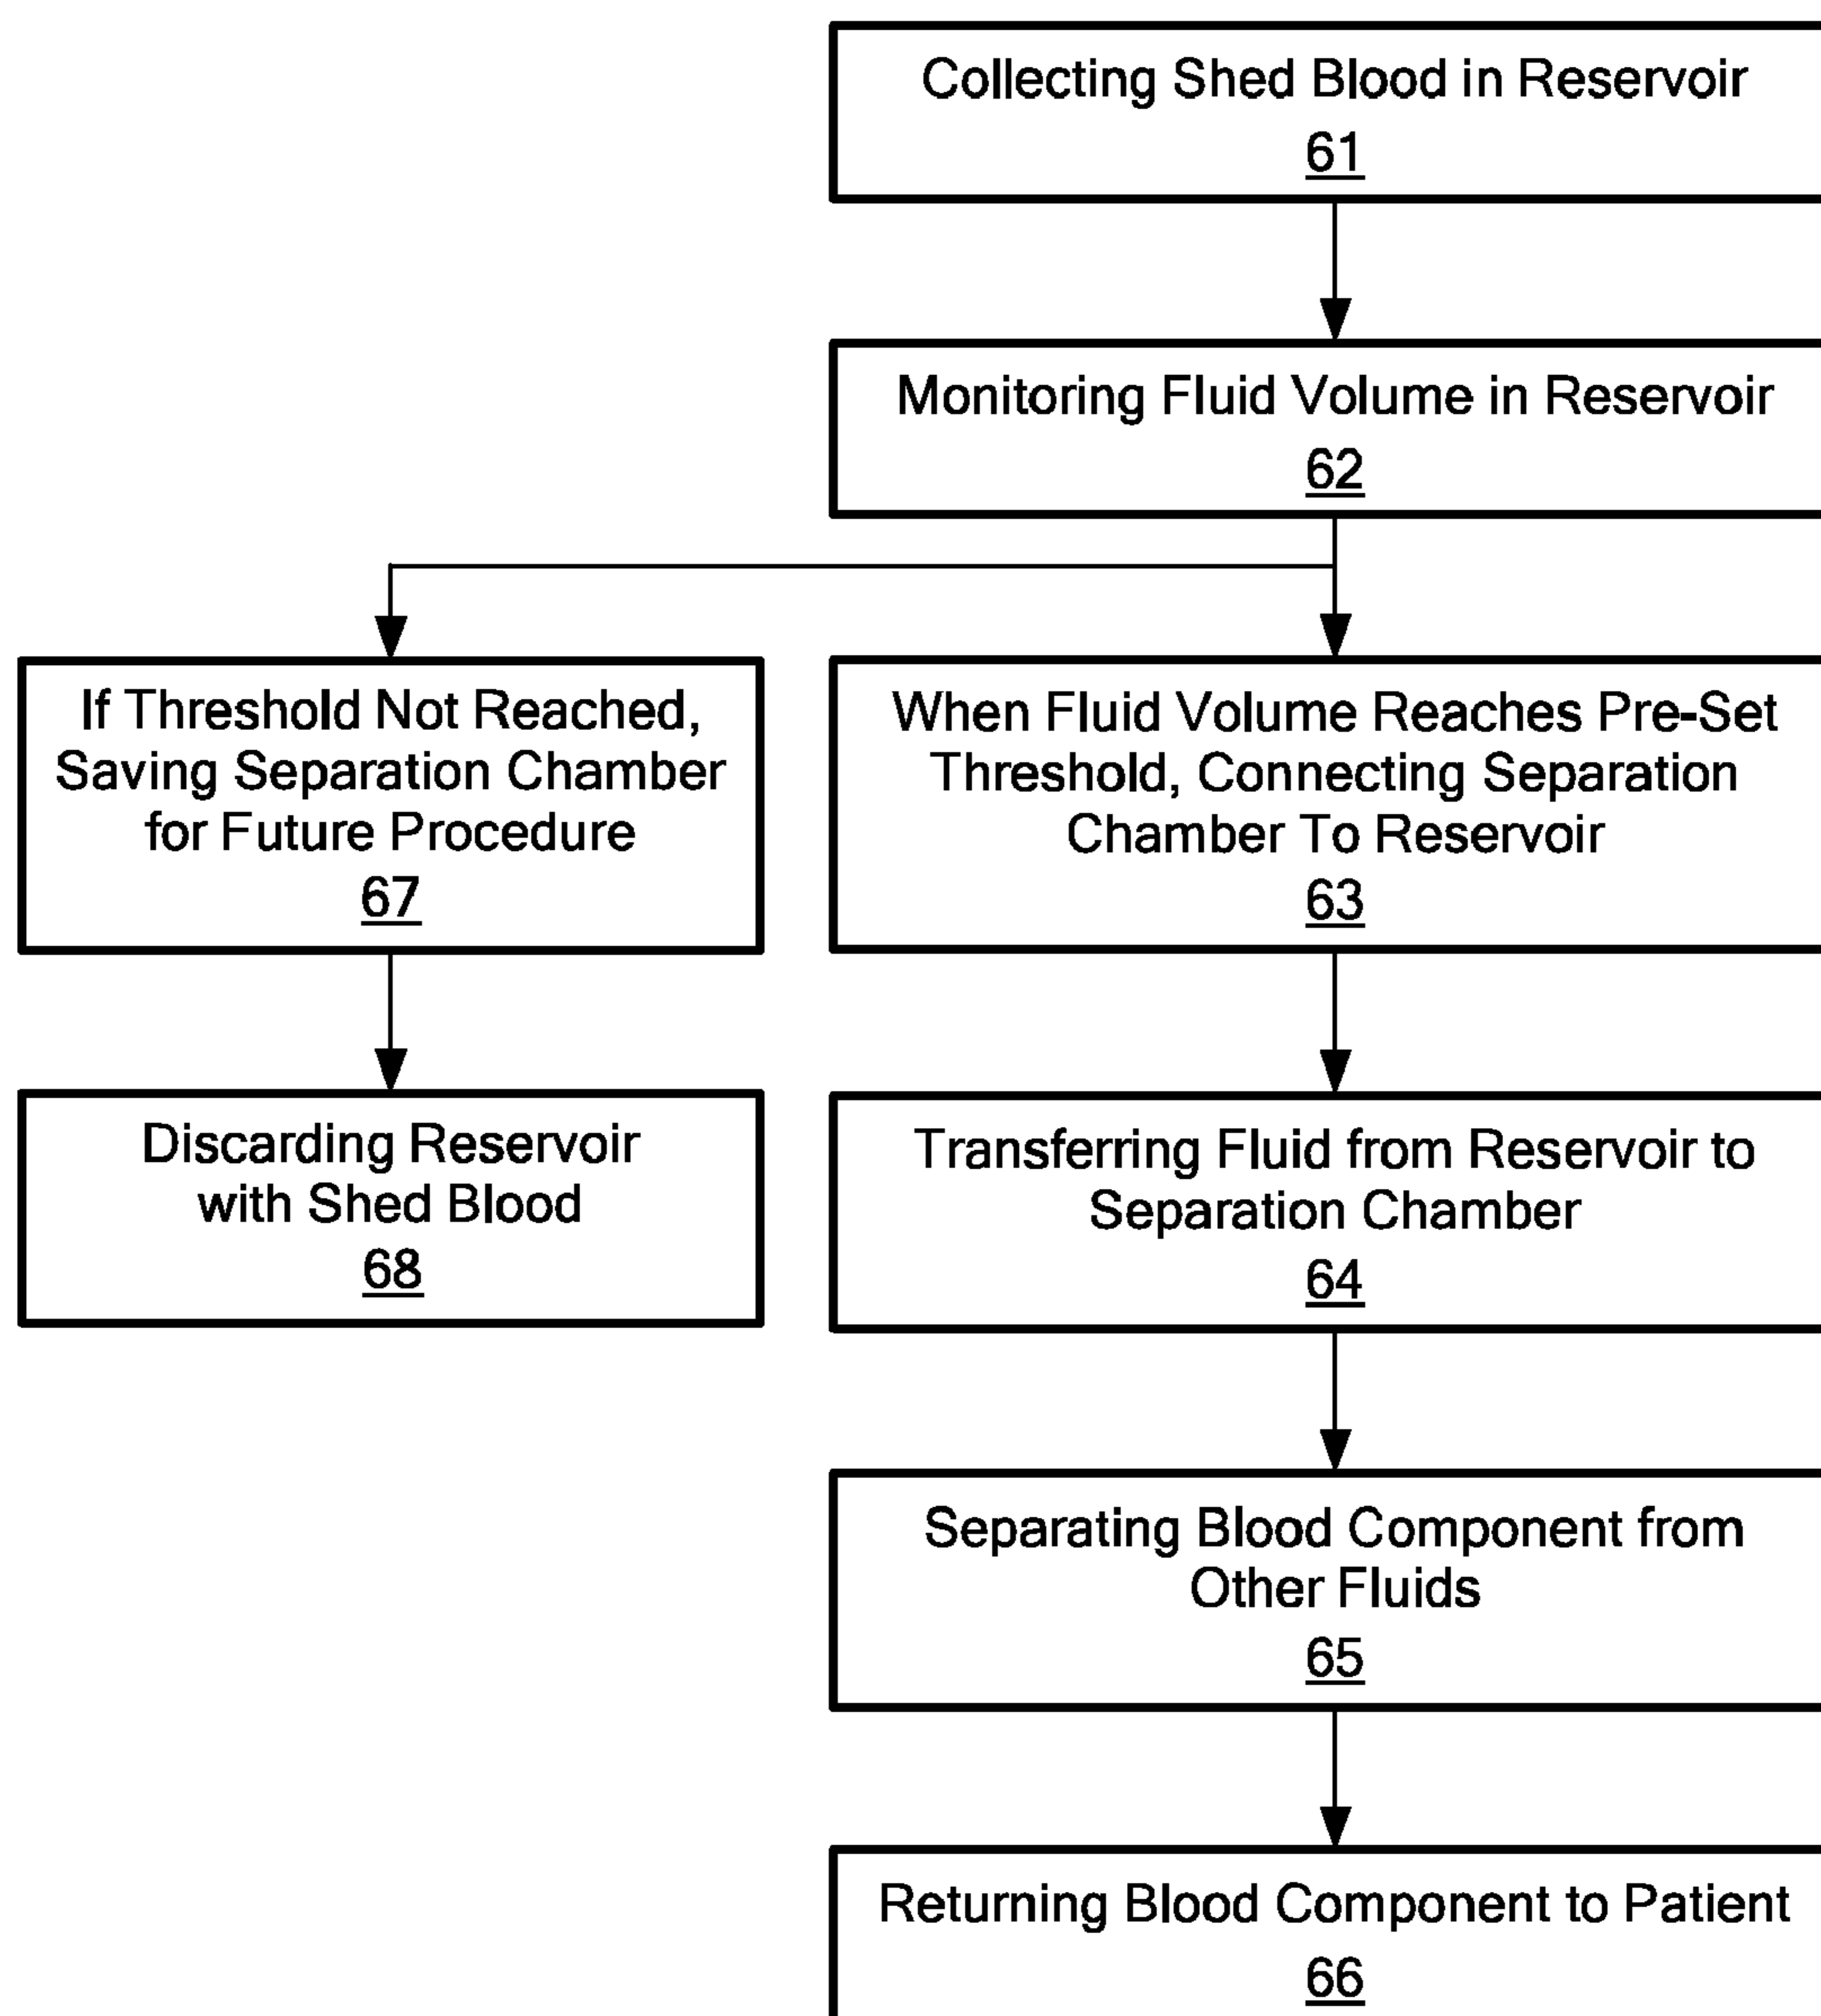 Collecting Shed Blood in Reservoir
61
Monitoring Fluid Volume in Reservoir
62
If Threshold Not Reached,
Saving Separation Chamber
for Future Procedure
67
When Fluid Volume Reaches Pre-Set
Threshold, Connecting Separation
Chamber To Reservoir
63
Discarding Reservoir
with Shed Blood
68
Transferring Fluid from Reservoir to
Separation Chamber
64
Separating Blood Component from
Other Fluids
65
Returning Blood Component to Patient
66